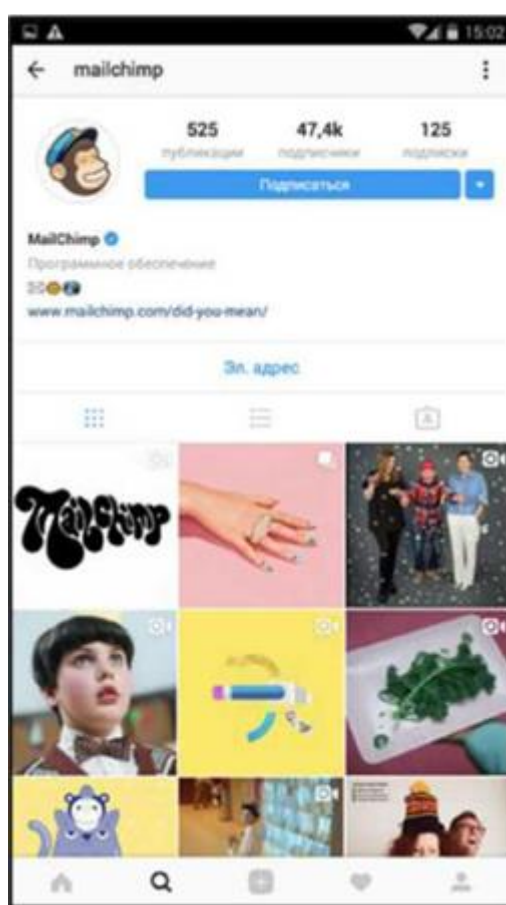 15:02
mailchimp
525 47,4k 125
публикации подписчики подписки
Подписаться
MailChimp
Программное обеспечение
www.mailchimp.com/did-you-mean/
Эл. адрес
MailChimp